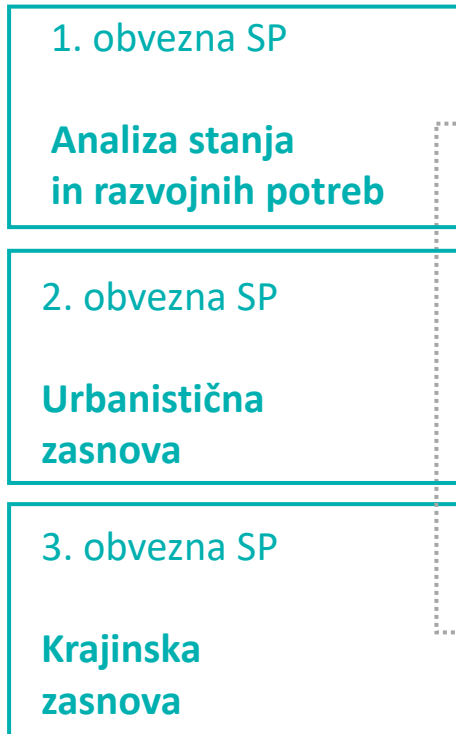 1. obvezna SP
Analiza stanja
in razvojnih potreb
2. obvezna SP
Urbanistična
zasnova
3. obvezna SP
Krajinska
zasnova